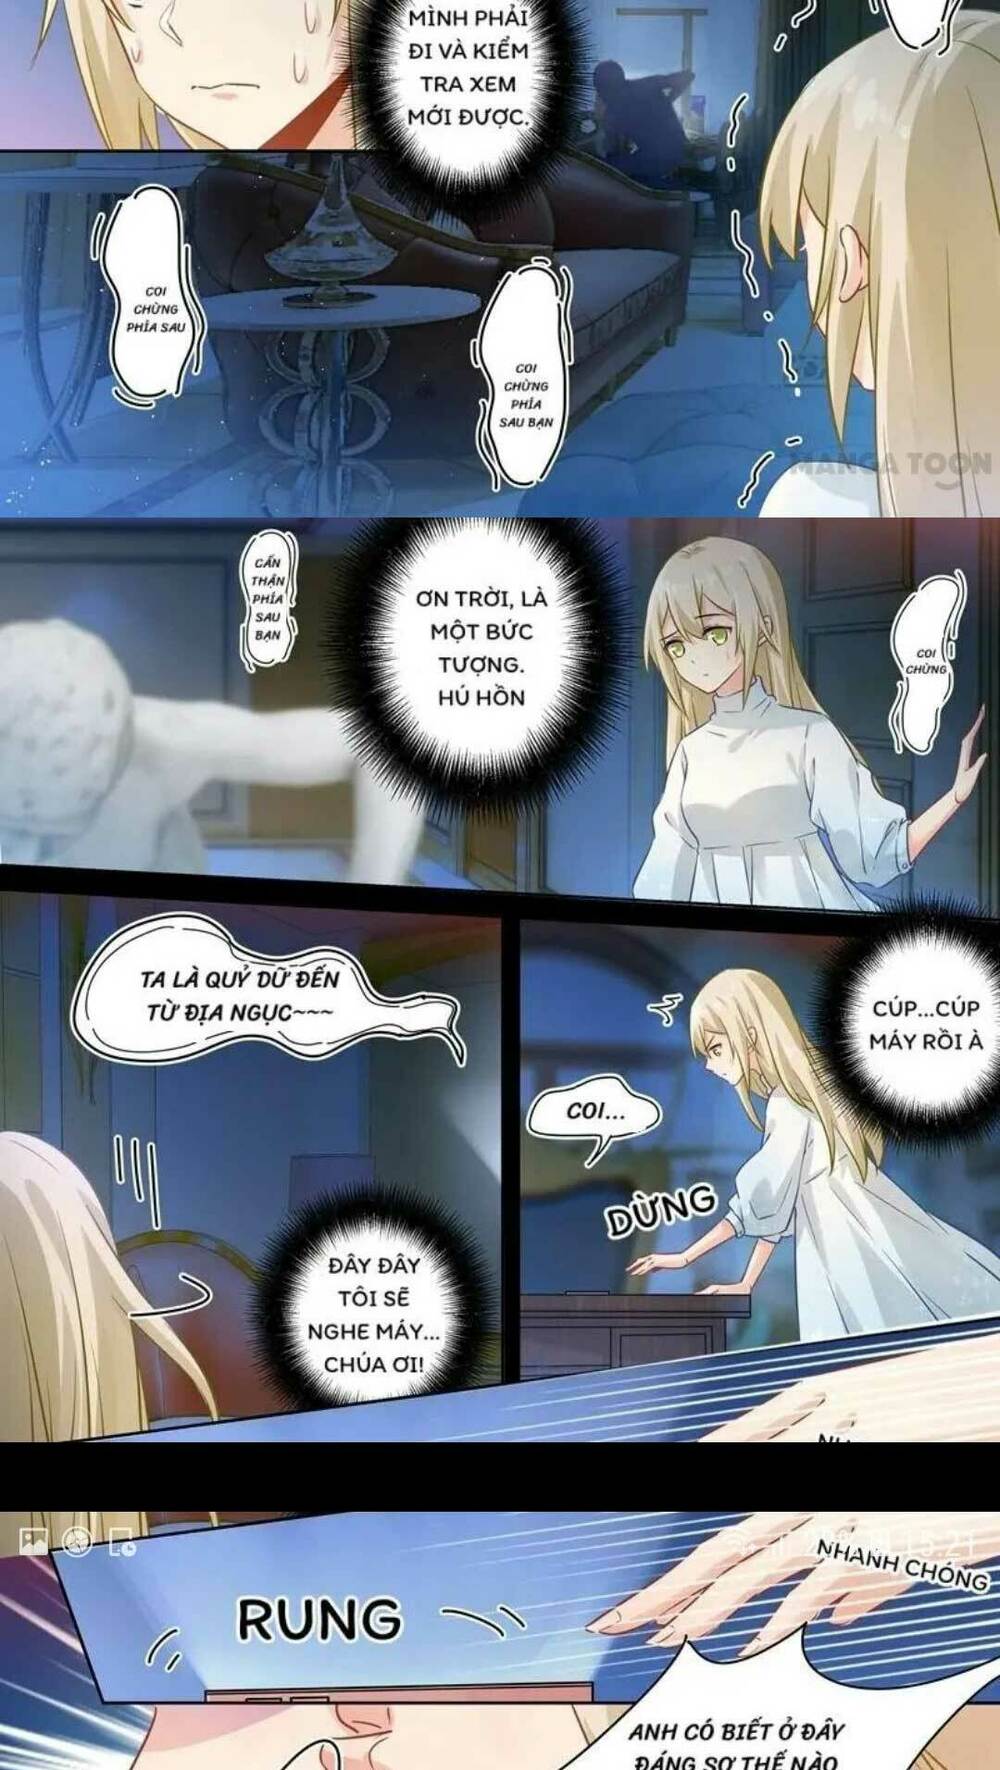 MÌNH PHẢI
ĐI VÀ KIỂM
TRA XEM
MỚI ĐƯỢC.
COI
CHỪNG
PHÍA SAU
COI
CHỪNG
PHÍA
SAU BẠN
MANGA TOON
CẨN
THẬN
PHÍA
SAU
BẠN
ƠN TRỜI, LÀ
MỘT BỨC
TƯỢNG.
HÚ HỒN
COI
CHỪNG
TA LÀ QUỶ DỮ ĐẾN
TỪ ĐỊA NGỤC~~~
CÚP...CÚP
MÁY RỒI À
COI...
DỪNG
ĐÂY ĐÂY
TÔI SẼ
NGHE MÁY...
CHÚA ƠI!
15:21
NHANH CHÓNG
RUNG
ANH CÓ BIẾT Ở ĐÂY
ĐÁNG SỢ THẾ NÀO